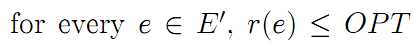 for every e ∈ E′, r(e) ≤ OPT